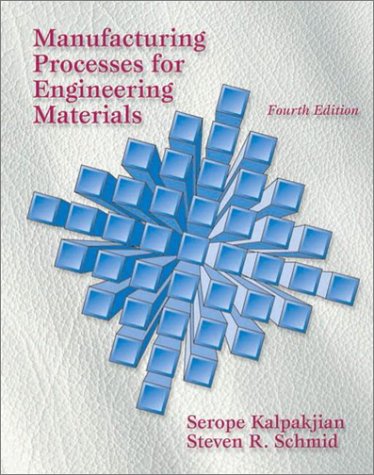 Manufacturing
Processes for
Engineering
Materials
Fourth Edition
Serope Kalpakjian
Steven R. Schmid